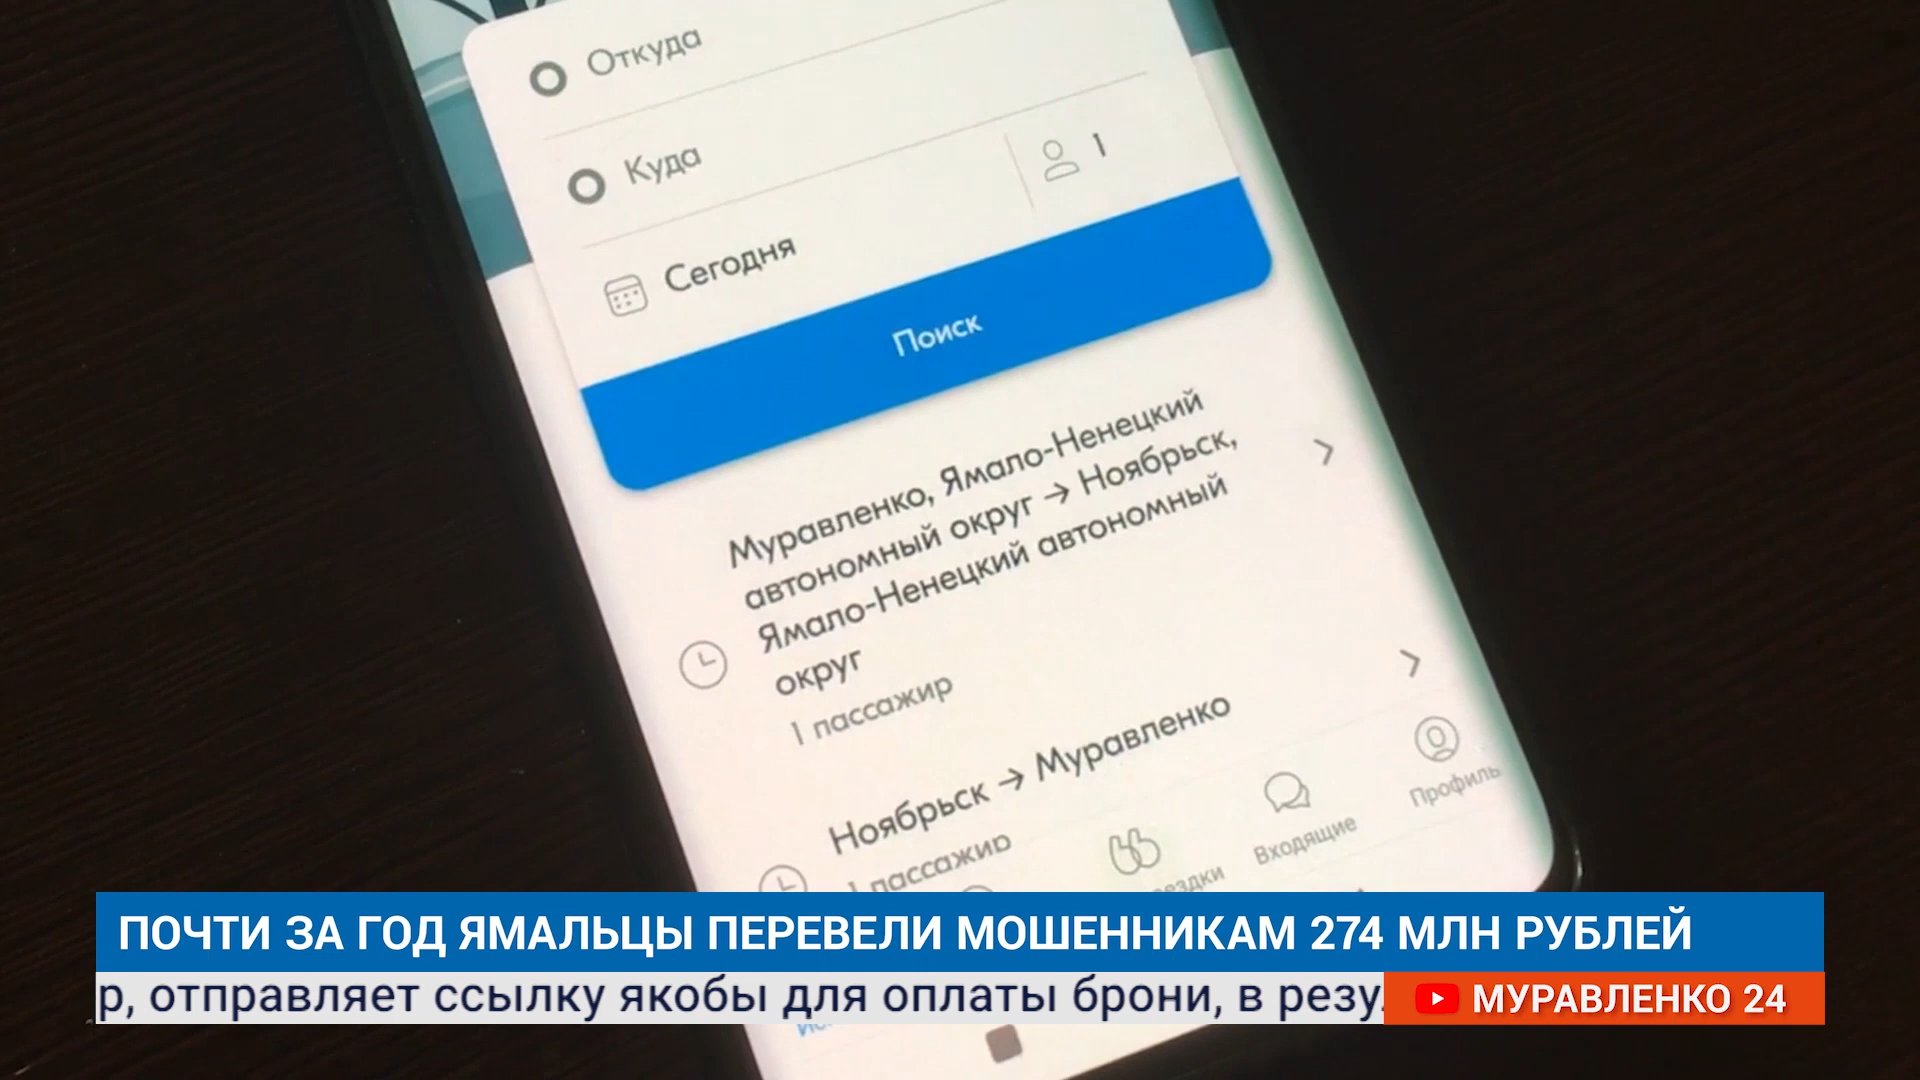 Откуда
Куда
1
Сегодня
Поиск
Муравленко, Ямало-Ненецкий
автономный округ → Ноябрьск,
Ямало-Ненецкий автономный
округ
1 пассажир
Ноябрьск → Муравленко
1 пассажир
Входящие
Профиль
ПОЧТИ ЗА ГОД ЯМАЛЬЦЫ ПЕРЕВЕЛИ МОШЕННИКАМ 274 МЛН РУБЛЕЙ
р, отправляет ссылку якобы для оплаты брони, в резу
МУРАВЛЕНКО 24